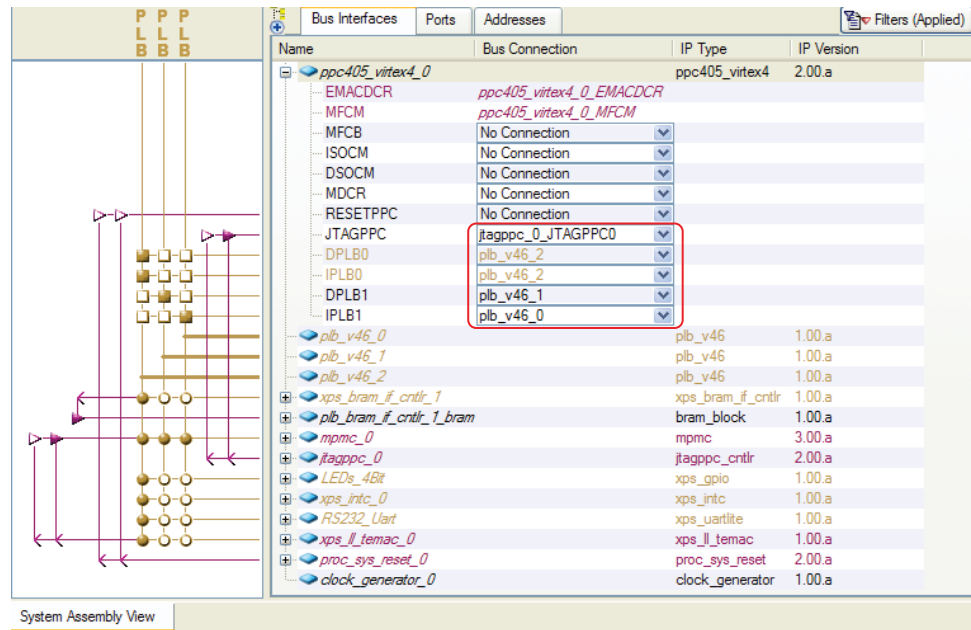 PLB PLB PLB
Bus Interfaces Ports Addresses Filters (Applied)
Name Bus Connection IP Type IP Version
ppc405_virtex4_0 ppc405_virtex4 2.00.a
EMACDCR ppc405_virtex4_0_EMACDCR
MFCM ppc405_virtex4_0_MFCM
MFCB No Connection
ISOCM No Connection
DSOCM No Connection
MDCR No Connection
RESETPPC No Connection
JTAGPPC jtagppc_0_JTAGPPC0
DPLB0 plb_v46_2
IPLB0 plb_v46_2
DPLB1 plb_v46_1
IPLB1 plb_v46_0
plb_v46_0 plb_v46 1.00.a
plb_v46_1 plb_v46 1.00.a
plb_v46_2 plb_v46 1.00.a
xps_bram_if_cntlr_1 xps_bram_if_cntlr 1.00.a
plb_bram_if_cntlr_1_bram bram_block 1.00.a
mpmc_0 mpmc 3.00.a
jtagppc_0 jtagppc_cntlr 2.00.a
LEDs_4Bit xps_gpio 1.00.a
xps_intc_0 xps_intc 1.00.a
RS232_Uart xps_uartlite 1.00.a
xps_ll_temac_0 xps_ll_temac 1.00.a
proc_sys_reset_0 proc_sys_reset 2.00.a
clock_generator_0 clock_generator 1.00.a
System Assembly View